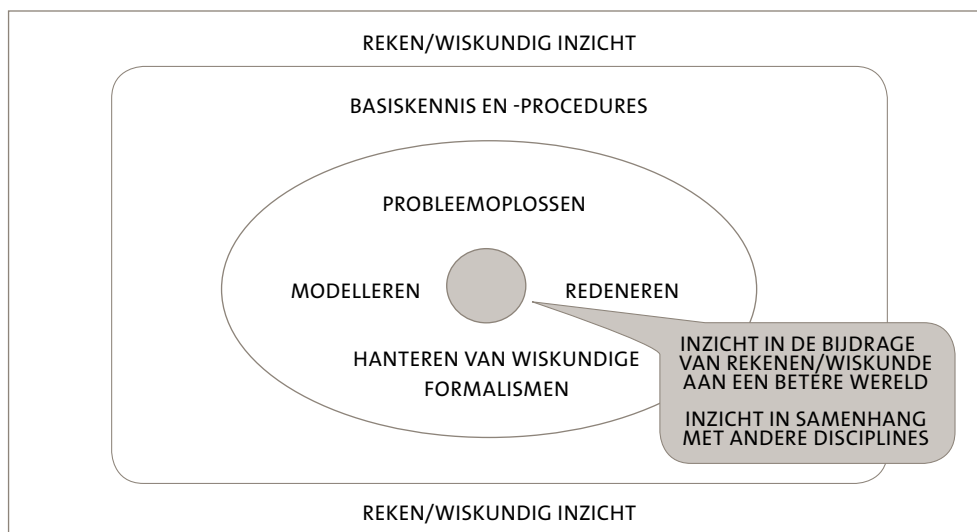 REKEN/WISKUNDIG INZICHT
BASISKENNIS EN -PROCEDURES
PROBLEEMOPLOSSEN
MODELLEREN
REDENEREN
HANTEREN VAN WISKUNDIGE
FORMALISMEN
INZICHT IN DE BIJDRAGE
VAN REKENEN/WISKUNDE
AAN EEN BETERE WERELD
INZICHT IN SAMENHANG
MET ANDERE DISCIPLINES
REKEN/WISKUNDIG INZICHT